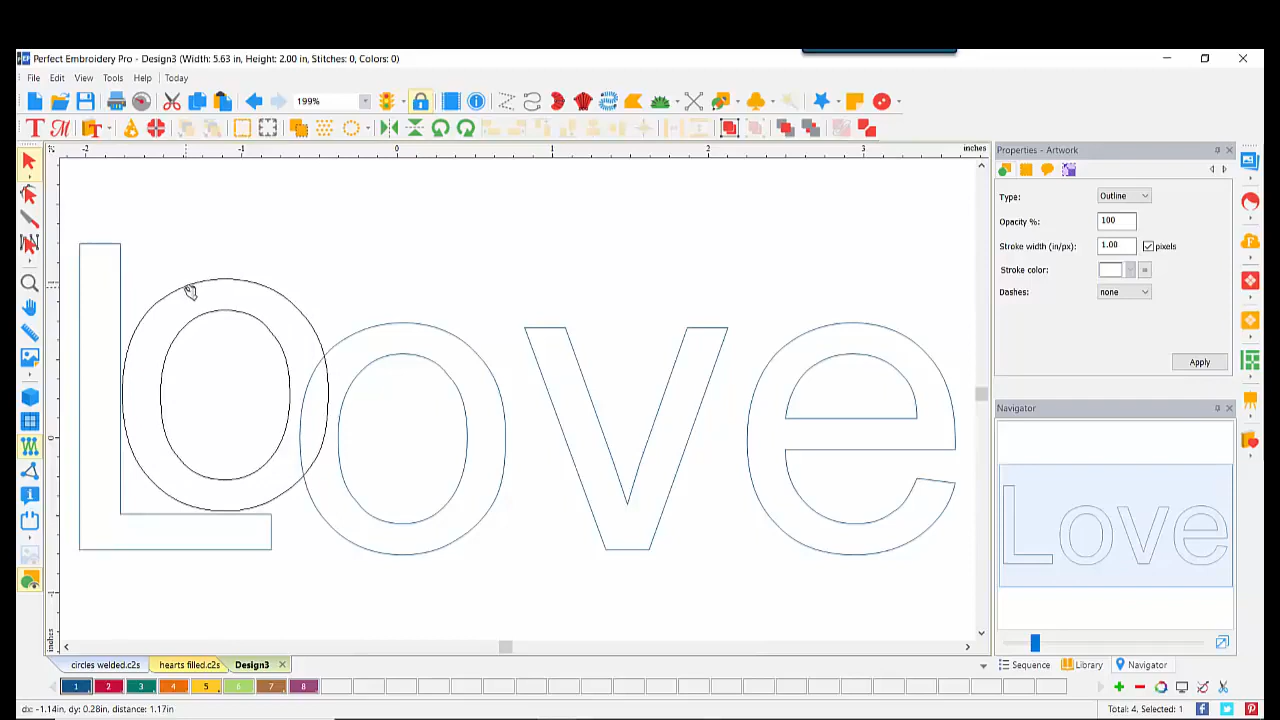 Perfect Embroidery Pro - Design3 (Width: 5.63 in, Height: 2.00 in, Stitches: 0, Colors: 0)
File Edit View Tools Help Today
199%
-2 -1 0 1 2 3 inches
Properties - Artwork
Type: Outline
Opacity %: 100
Stroke width (in/px): 1.00 pixels
Stroke color:
Dashes: none
Apply
Love
o
Navigator
Love
1
0
-1
inches
circles welded.c2s hearts filled.c2s Design3
Sequence Library Navigator
1 2 3 4 5 6 7 8
dx: -1.14in, dy: 0.28in, distance: 1.17in
Total: 4, Selected: 1